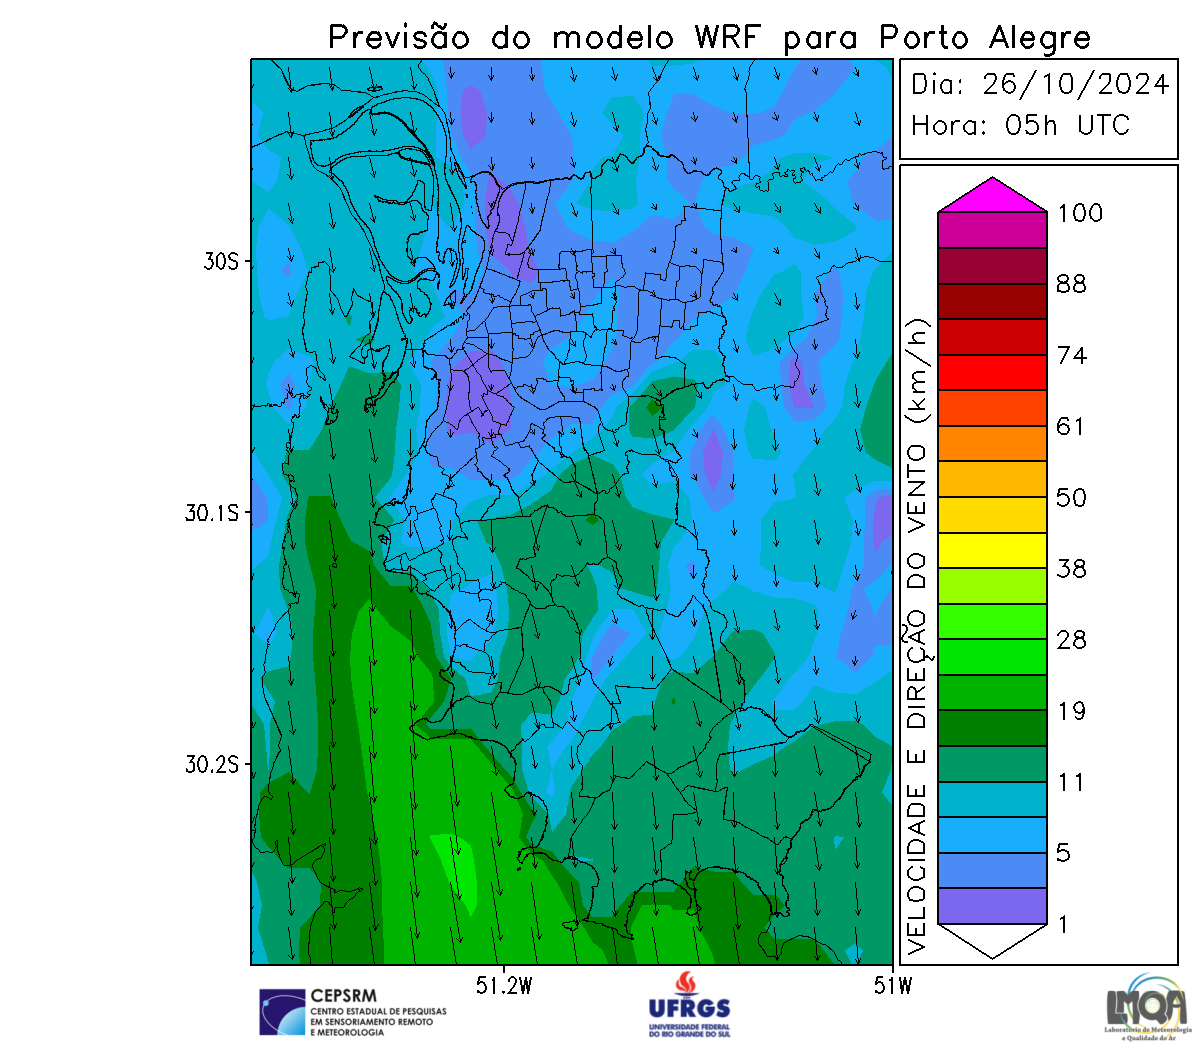 Previsão do modelo WRF para Porto Alegre
Dia: 26/10/2024
Hora: 05h UTC
100
88
74
61
50
38
28
19
11
5
1
VELOCIDADE E DIREÇÃO DO VENTO (km/h)
30S
30.1S
30.2S
51.2W
51W
CEPSRM
CENTRO ESTADUAL DE PESQUISAS
EM SENSORIAMENTO REMOTO
E METEOROLOGIA
UFRGS
UNIVERSIDADE FEDERAL
DO RIO GRANDE DO SUL
LMQA
Laboratório de Meteorologia
e Qualidade do Ar